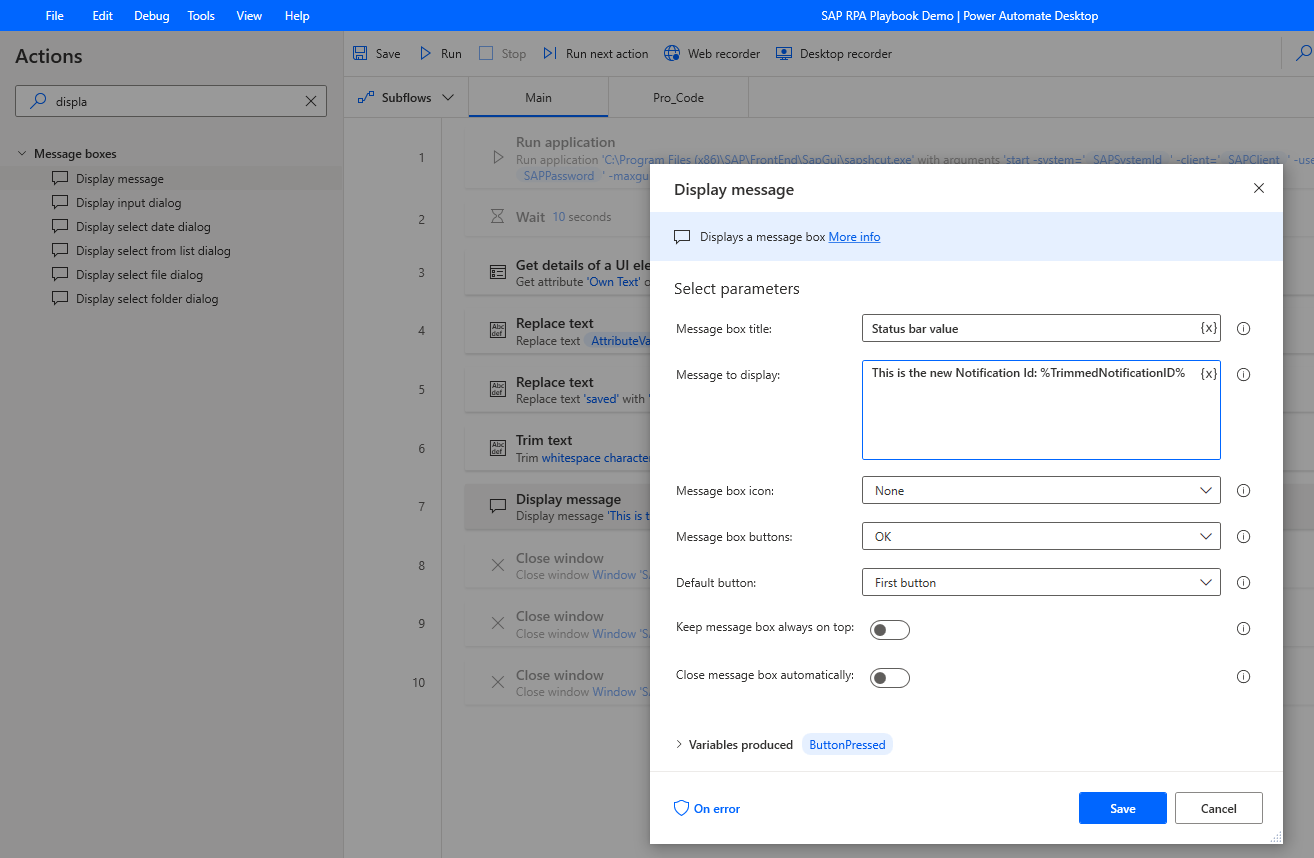 File Edit Debug Tools View Help
SAP RPA Playbook Demo | Power Automate Desktop
Actions
displa
Message boxes
Display message
Display input dialog
Display select date dialog
Display select from list dialog
Display select file dialog
Display select folder dialog
Save Run Stop Run next action Web recorder Desktop recorder
Subflows Main Pro_Code
1 Run application
Run application 'C:\Program Files (x86)\SAP\FrontEnd\SapGui\sapshcut.exe' with arguments 'start -system=' SAPSystemId ' -client=' SAPClient ' -use
SAPPassword ' -maxgu
2 Wait 10 seconds
3 Get details of a UI ele
Get attribute 'Own Text' o
4 Replace text
Replace text AttributeVa
5 Replace text
Replace text 'saved' with '
6 Trim text
Trim whitespace characte
7 Display message
Display message 'This is t
8 Close window
Close window Window 'SA
9 Close window
Close window Window 'SA
10 Close window
Close window Window 'SA
Display message
Displays a message box More info
Select parameters
Message box title: Status bar value {x}
Message to display: This is the new Notification Id: %TrimmedNotificationID% {x}
Message box icon: None
Message box buttons: OK
Default button: First button
Keep message box always on top:
Close message box automatically:
Variables produced ButtonPressed
On error Save Cancel